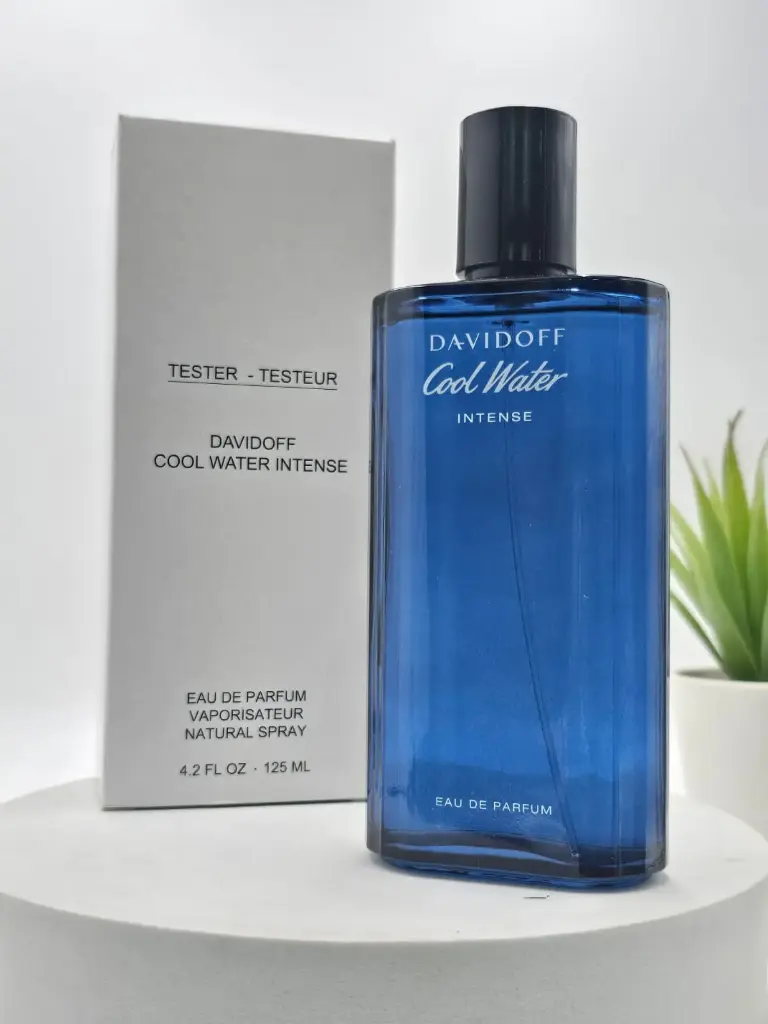 TESTER - TESTEUR
DAVIDOFF
COOL WATER INTENSE
EAU DE PARFUM
VAPORISATEUR
NATURAL SPRAY
4.2 FL OZ · 125 ML
DAVIDOFF
Cool Water
INTENSE
EAU DE PARFUM